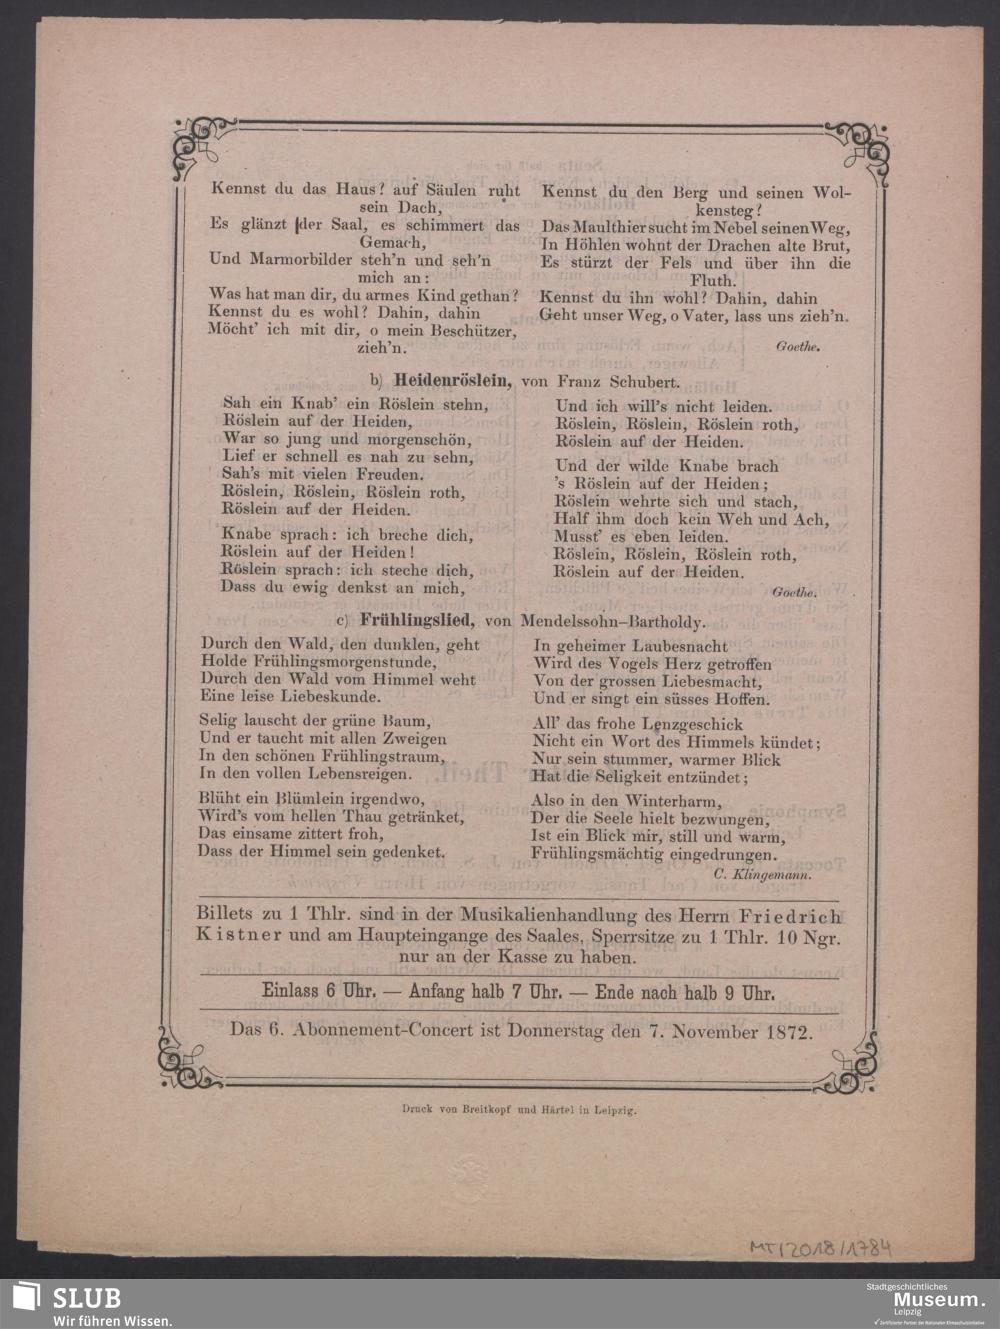 Kennst du das Haus? auf Säulen ruht
sein Dach,
Es glänzt der Saal, es schimmert das
Gemach,
Und Marmorbilder steh'n und seh'n
mich an:
Was hat man dir, du armes Kind gethan?
Kennst du es wohl? Dahin, dahin
Möcht' ich mit dir, o mein Beschützer,
zieh'n.
Kennst du den Berg und seinen Wol-
kensteg?
Das Maulthier sucht im Nebel seinen Weg,
In Höhlen wohnt der Drachen alte Brut,
Es stürzt der Fels und über ihn die
Fluth.
Kennst du ihn wohl? Dahin, dahin
Geht unser Weg, o Vater, lass uns zieh'n.
Goethe.
b) Heidenröslein, von Franz Schubert.
Sah ein Knab' ein Röslein stehn,
Röslein auf der Heiden,
War so jung und morgenschön,
Lief er schnell es nah zu sehn,
Sah's mit vielen Freuden.
Röslein, Röslein, Röslein roth,
Röslein auf der Heiden.
Knabe sprach: ich breche dich,
Röslein auf der Heiden!
Röslein sprach: ich steche dich,
Dass du ewig denkst an mich,
Und ich will's nicht leiden.
Röslein, Röslein, Röslein roth,
Röslein auf der Heiden.
Und der wilde Knabe brach
's Röslein auf der Heiden;
Röslein wehrte sich und stach,
Half ihm doch kein Weh und Ach,
Musst' es eben leiden.
Röslein, Röslein, Röslein roth,
Röslein auf der Heiden.
Goethe.
c) Frühlingslied, von Mendelssohn-Bartholdy.
Durch den Wald, den dunklen, geht
Holde Frühlingsmorgenstunde,
Durch den Wald vom Himmel weht
Eine leise Liebeskunde.
Selig lauscht der grüne Baum,
Und er taucht mit allen Zweigen
In den schönen Frühlingstraum,
In den vollen Lebensreigen.
Blüht ein Blümlein irgendwo,
Wird's vom hellen Thau getränket,
Das einsame zittert froh,
Dass der Himmel sein gedenket.
In geheimer Laubesnacht
Wird des Vogels Herz getroffen
Von der grossen Liebesmacht,
Und er singt ein süsses Hoffen.
All' das frohe Lenzgeschick
Nicht ein Wort des Himmels kündet;
Nur sein stummer, warmer Blick
Hat die Seligkeit entzündet;
Also in den Winterharm,
Der die Seele hielt bezwungen,
Ist ein Blick mir, still und warm,
Frühlingsmächtig eingedrungen.
C. Klingemann.
Billets zu 1 Thlr. sind in der Musikalienhandlung des Herrn Friedrich
Kistner und am Haupteingange des Saales, Sperrsitze zu 1 Thlr. 10 Ngr.
nur an der Kasse zu haben.
Einlass 6 Uhr. — Anfang halb 7 Uhr. — Ende nach halb 9 Uhr.
Das 6. Abonnement-Concert ist Donnerstag den 7. November 1872.
Druck von Breitkopf und Härtel in Leipzig.
MT/2018/1784
SLUB
Wir führen Wissen.
Stadtgeschichtliches
Museum.
Leipzig
Zertifizierter Partner der Nationalen Klimaschutzinitiative